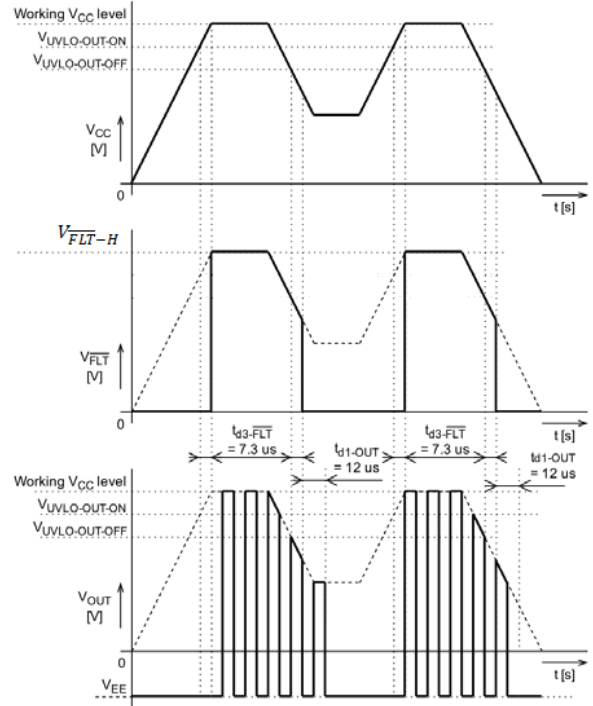 Working VCC level
VUVLO-OUT-ON
VUVLO-OUT-OFF
VCC
[V]
0
t [s]
V_FLT̅-H
V_FLT̅
[V]
0
t [s]
td3-FLT̅
= 7.3 us
td1-OUT
= 12 us
td3-FLT̅
= 7.3 us
td1-OUT
= 12 us
Working VCC level
VUVLO-OUT-ON
VUVLO-OUT-OFF
VOUT
[V]
0
t [s]
VEE